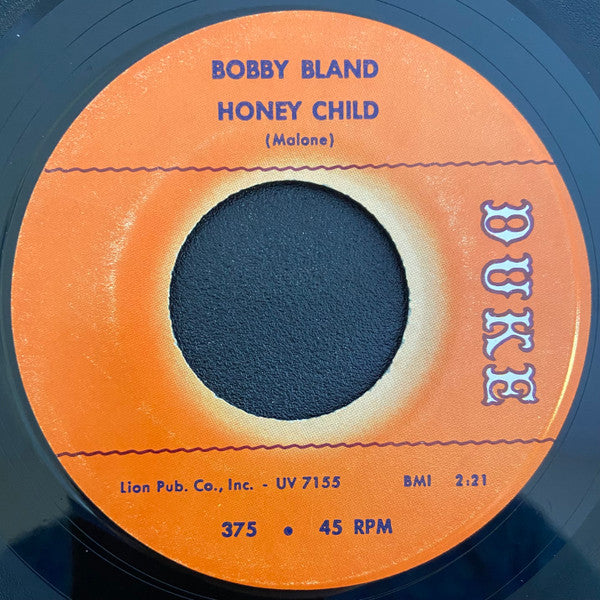 BOBBY BLAND
HONEY CHILD
(Malone)
DUKE
Lion Pub. Co., Inc. - UV 7155 BMI 2:21
375 • 45 RPM